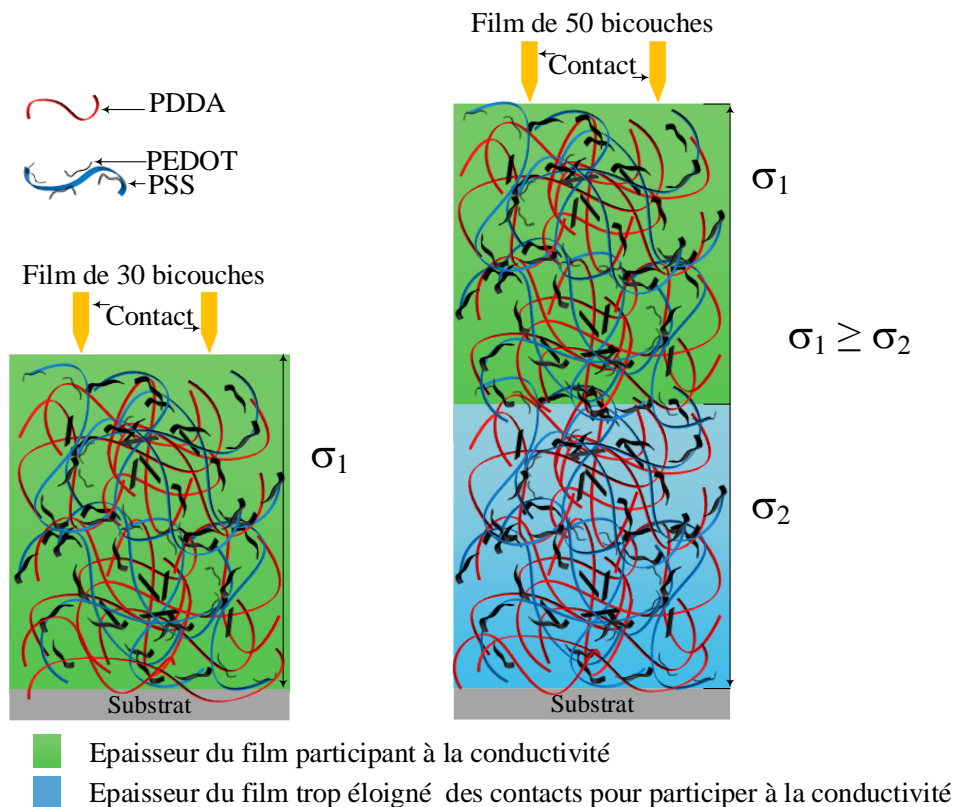 Film de 50 bicouches
Contact
PDDA
PEDOT
PSS
σ1
Film de 30 bicouches
Contact
σ1 ≥ σ2
σ1
σ2
Substrat
Substrat
Epaisseur du film participant à la conductivité
Epaisseur du film trop éloigné des contacts pour participer à la conductivité